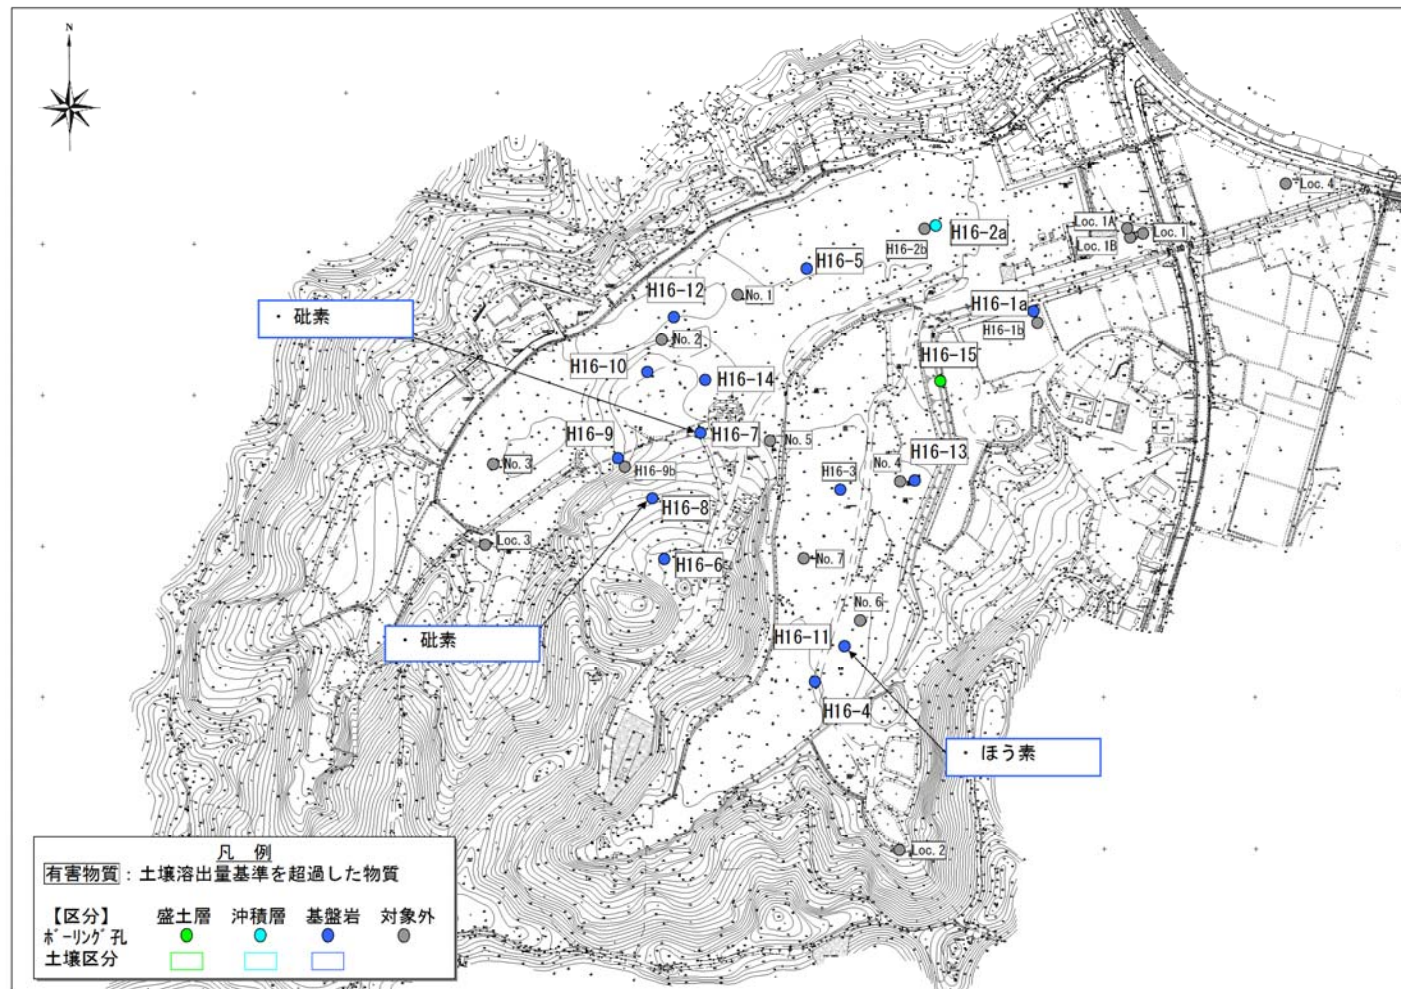 N
Loc. 4
Loc. 1A
Loc. 1
Loc. 1B
H16-2a
H16-2b
H16-5
H16-12
No. 1
H16-1a
・ 砒素
H16-1b
No. 2
H16-15
H16-10
H16-14
H16-9
H16-7
No. 5
H16-13
No. 3
H16-9b
H16-3
No. 4
H16-8
Loc. 3
H16-6
No. 7
No. 6
・ 砒素
H16-11
H16-4
・ ほう素
Loc. 2
凡 例
有害物質 : 土壌溶出量基準を超過した物質
【区分】 盛土層 沖積層 基盤岩 対象外
ボーリング孔
土壌区分